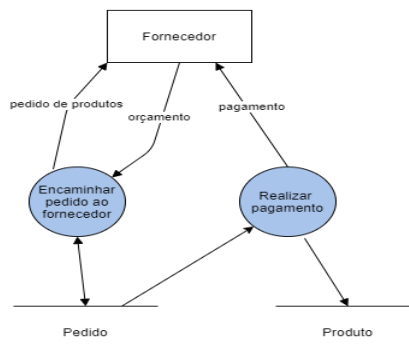 Fornecedor
pedido de produtos
orçamento
pagamento
Encaminhar
pedido ao
fornecedor
Realizar
pagamento
Pedido
Produto